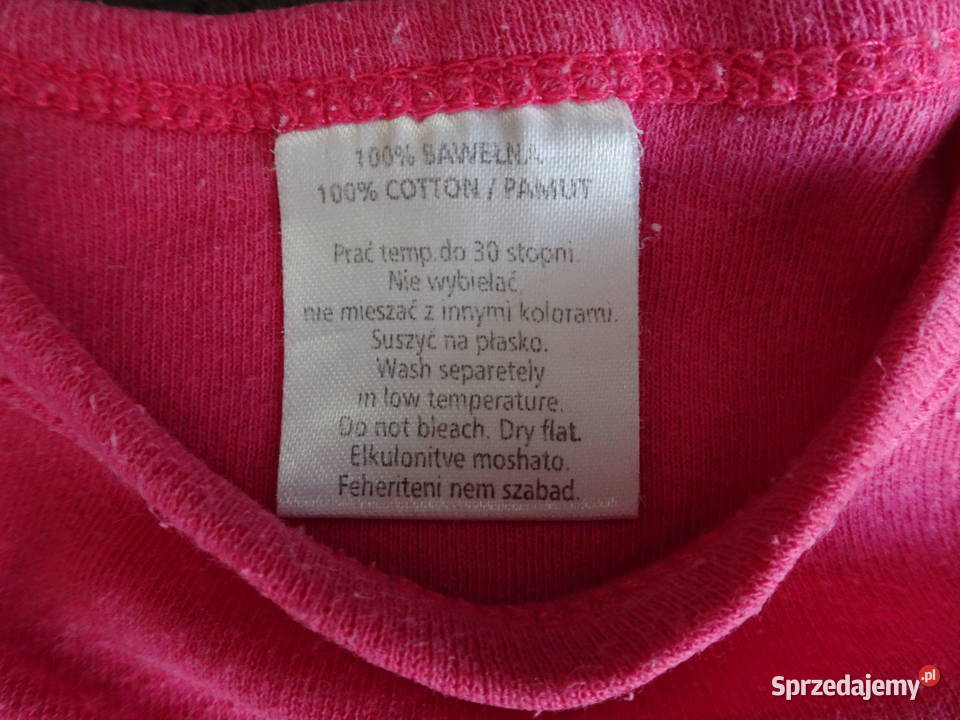 100% BAWEŁNA
100% COTTON / PAMUT
Prać temp.do 30 stopni.
Nie wybielać,
nie mieszać z innymi kolorami.
Suszyć na płasko.
Wash separetely
in low temperature.
Do not bleach. Dry flat.
Elkulonitve moshato.
Feheriteni nem szabad.
Sprzedajemy.pl